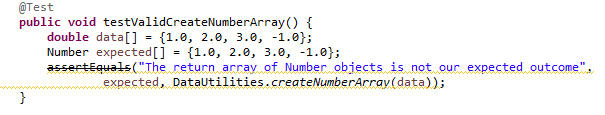 @Test
public void testValidCreateNumberArray() {
double data[] = {1.0, 2.0, 3.0, -1.0};
Number expected[] = {1.0, 2.0, 3.0, -1.0};
assertEquals("The return array of Number objects is not our expected outcome",
expected, DataUtilities.createNumberArray(data));
}